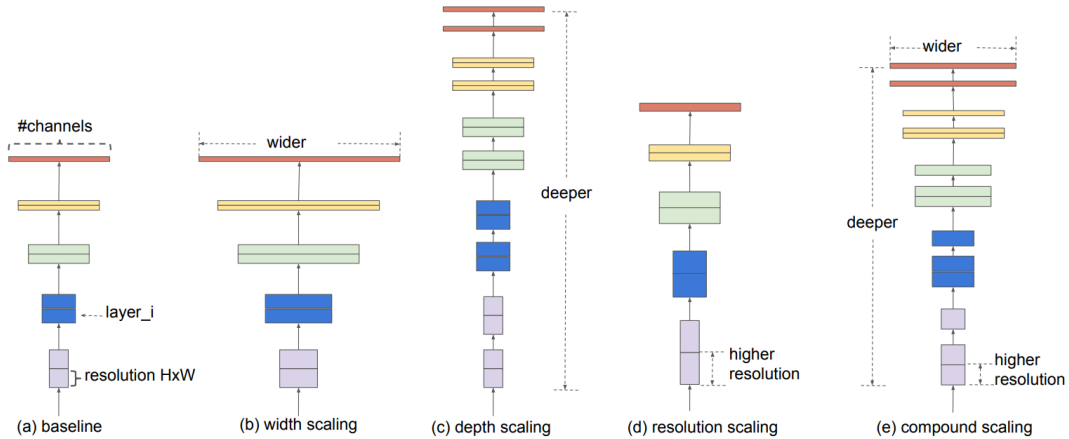 #channels
layer_i
resolution HxW
(a) baseline
wider
(b) width scaling
deeper
(c) depth scaling
higher
resolution
(d) resolution scaling
wider
deeper
higher
resolution
(e) compound scaling